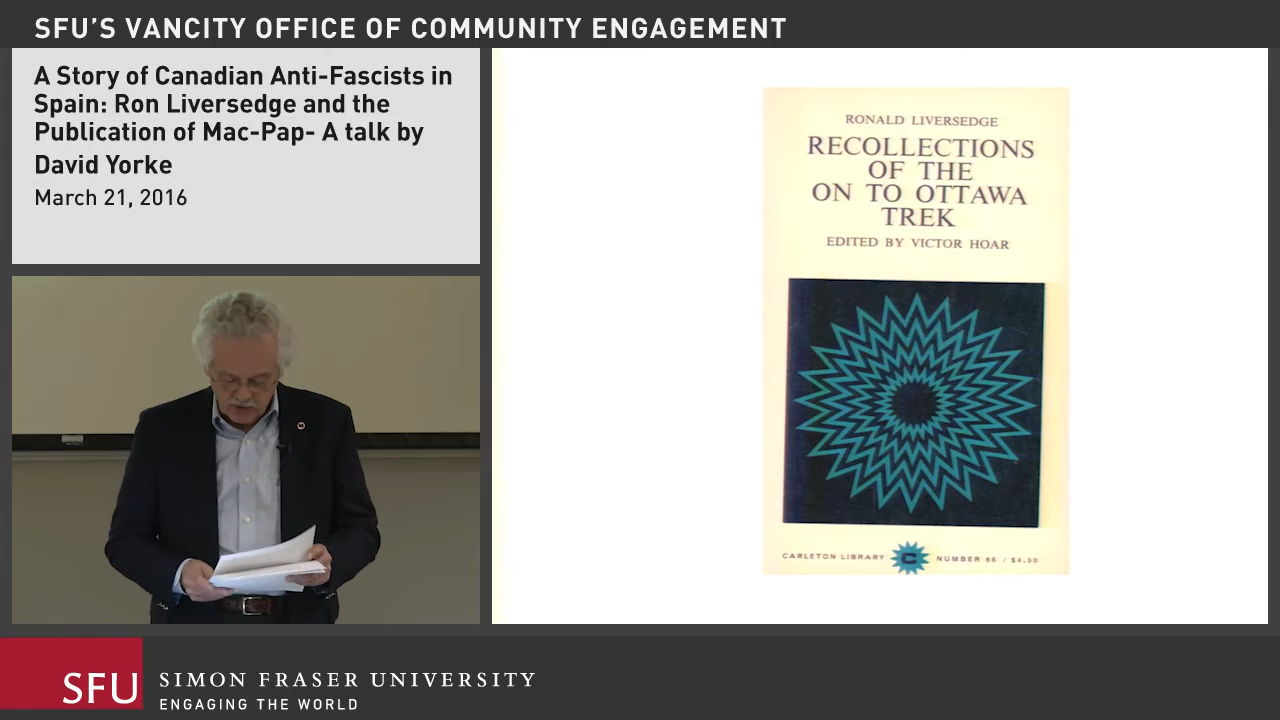 SFU'S VANCITY OFFICE OF COMMUNITY ENGAGEMENT
A Story of Canadian Anti-Fascists in
Spain: Ron Liversedge and the
Publication of Mac-Pap- A talk by
David Yorke
March 21, 2016
RONALD LIVERSEDGE
RECOLLECTIONS
OF THE
ON TO OTTAWA
TREK
EDITED BY VICTOR HOAR
CARLETON LIBRARY C NUMBER 66 / $4.50
SFU SIMON FRASER UNIVERSITY
ENGAGING THE WORLD